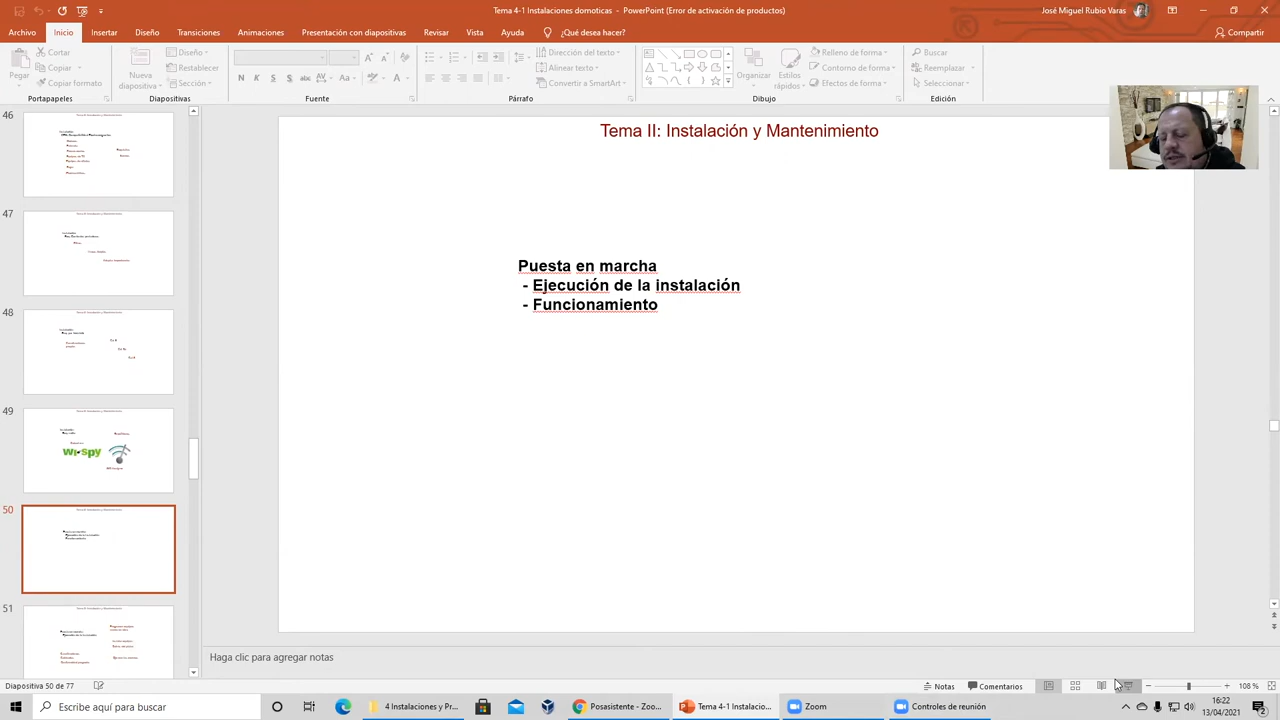 Tema 4-1 Instalaciones domoticas - PowerPoint (Error de activación de productos)
José Miguel Rubio Varas
Archivo Inicio Insertar Diseño Transiciones Animaciones Presentación con diapositivas Revisar Vista Ayuda ¿Qué desea hacer?
Compartir
Pegar
Cortar
Copiar
Copiar formato
Portapapeles
Nueva diapositiva
Diseño
Restablecer
Sección
Diapositivas
Fuente
Dirección del texto
Alinear texto
Convertir a SmartArt
Párrafo
Organizar
Estilos rápidos
Relleno de forma
Contorno de forma
Efectos de forma
Dibujo
Buscar
Reemplazar
Seleccionar
Edición
46
47
48
49
Wi-spy
50
51
Tema II: Instalación y Mantenimiento
Puesta en marcha
- Ejecución de la instalación
- Funcionamiento
Haga clic para agregar notas
Diapositiva 50 de 77
Notas
Comentarios
108 %
Escribe aquí para buscar
4 Instalaciones y Pr...
Posasistente - Zoo...
Tema 4-1 Instalacio...
Zoom
Controles de reunión
16:22
13/04/2021